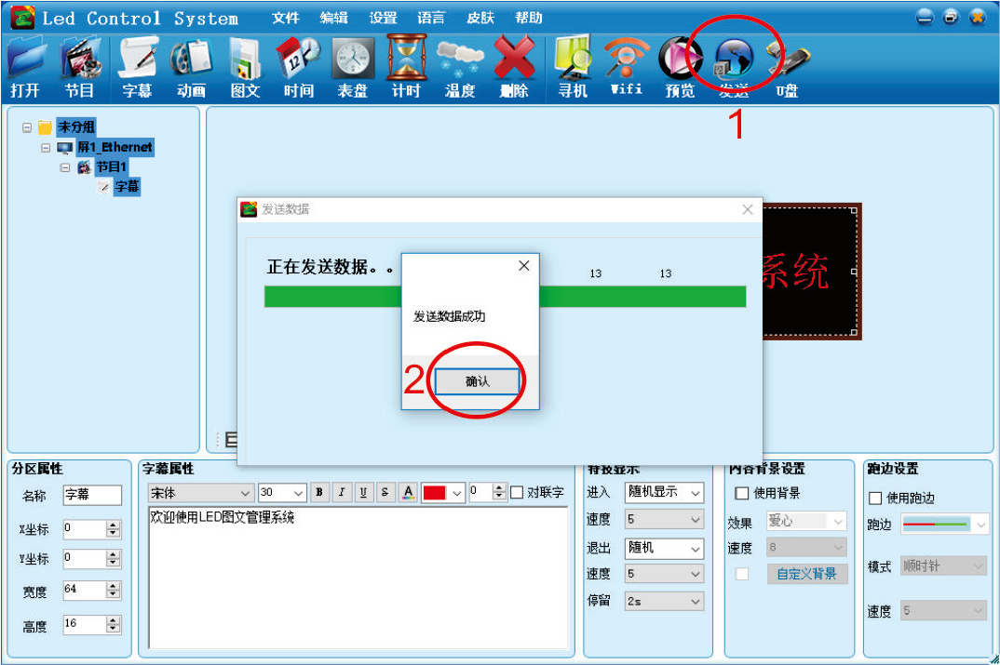 Led Control System 文件 编辑 设置 语言 皮肤 帮助
打开 节目 字幕 动画 图文 时间 表盘 计时 温度 删除 寻机 Wifi 预览 发送 U盘
1
未分组
屏1_Ethernet
节目1
字幕
发送数据
正在发送数据。。
13 13
系统
发送数据成功
2
确认
分区属性
名称 字幕
X坐标 0
Y坐标 0
宽度 64
高度 16
字幕属性
宋体 30 B I U S A 0 对联字
欢迎使用LED图文管理系统
特技显示
进入 随机显示
速度 5
退出 随机
速度 5
停留 2s
内容背景设置
使用背景
效果 爱心
速度 8
自定义背景
跑边设置
使用跑边
跑边
模式 顺时针
速度 5